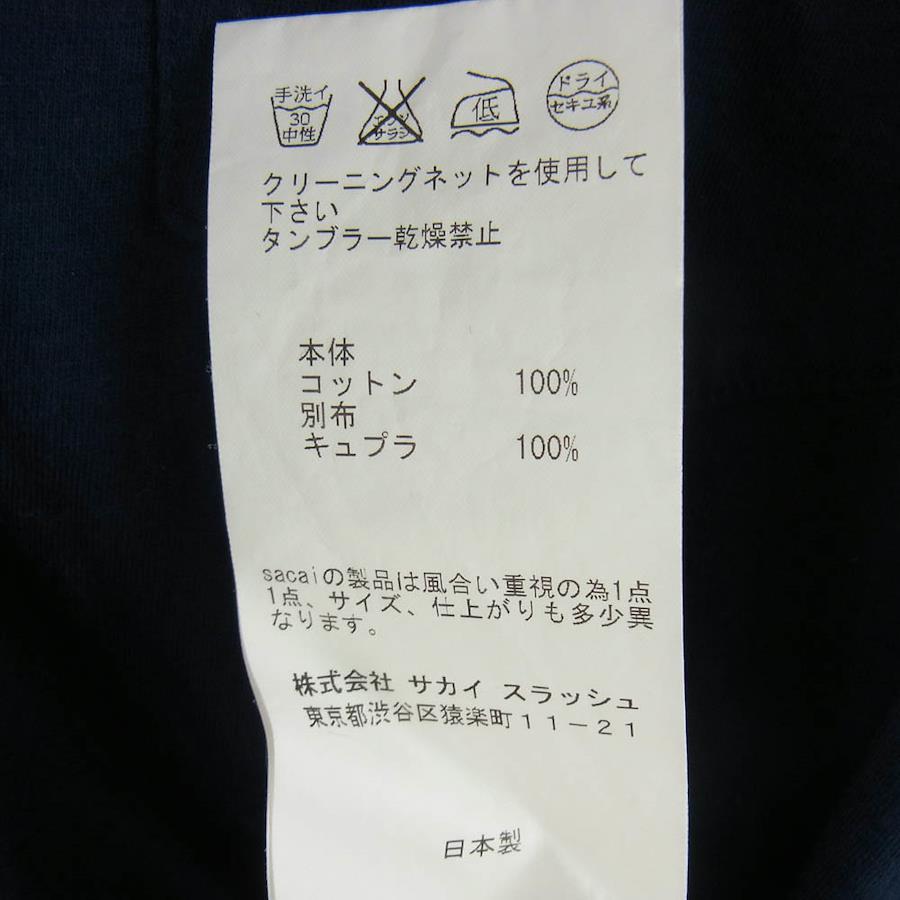 手洗イ
30
中性
エンソ
サラシ
低
ドライ
セキユ系
クリーニングネットを使用して
下さい
タンブラー乾燥禁止
本体
コットン 100%
別布
キュプラ 100%
sacaiの製品は風合い重視の為1点
1点、サイズ、仕上がりも多少異
なります。
株式会社 サカイ スラッシュ
東京都渋谷区猿楽町11-21
日本製